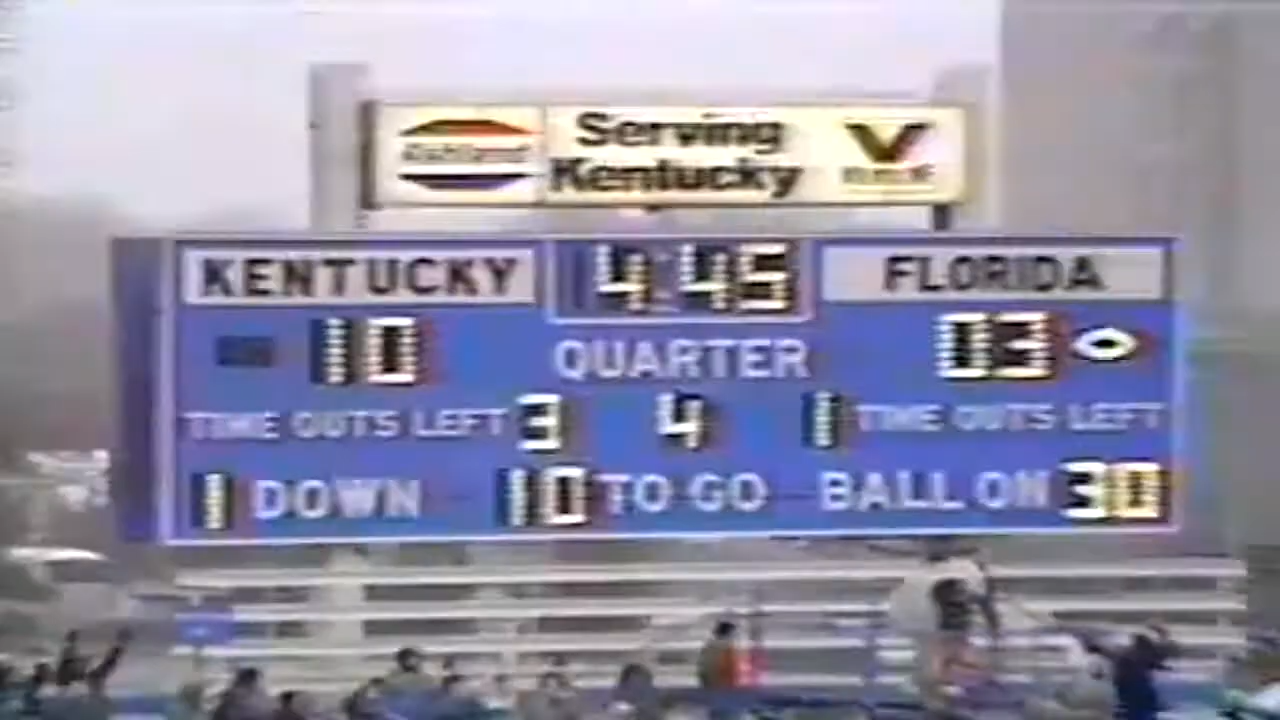 Ashland
Serving
Kentucky
KENTUCKY 4:45 FLORIDA
10 QUARTER 03
TIME OUTS LEFT 3 4 1 TIME OUTS LEFT
1 DOWN 10 TO GO BALL ON 30